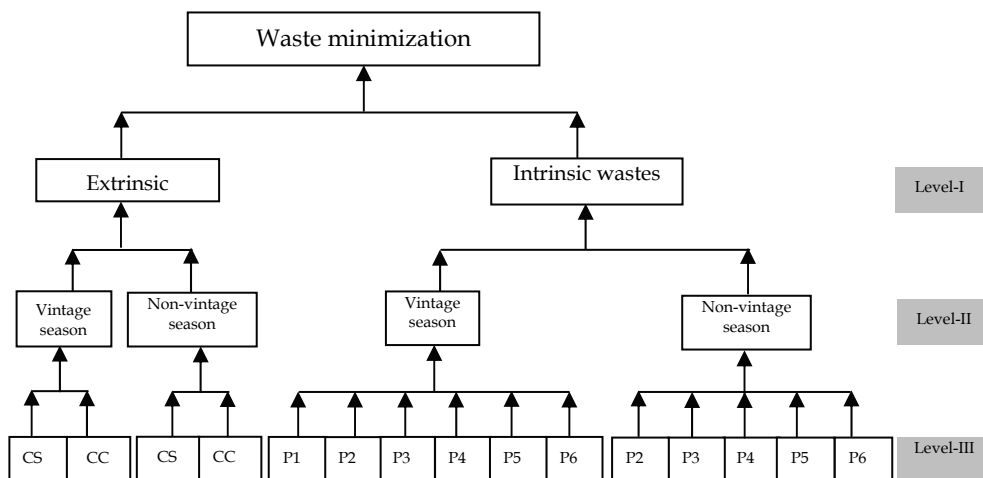 Waste minimization
Extrinsic
Intrinsic wastes
Level-I
Vintage
season
Non-vintage
season
Vintage
season
Non-vintage
season
Level-II
CS CC CS CC P1 P2 P3 P4 P5 P6 P2 P3 P4 P5 P6
Level-III